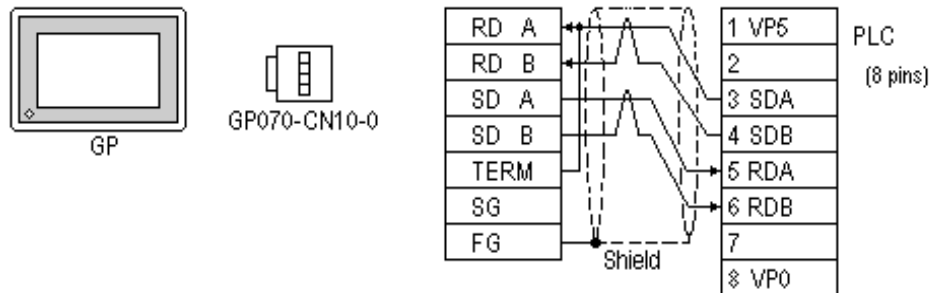 GP
GP070-CN10-0
RD A
RD B
SD A
SD B
TERM
SG
FG
Shield
1 VP5
2
3 SDA
4 SDB
5 RDA
6 RDB
7
8 VP0
PLC
(8 pins)